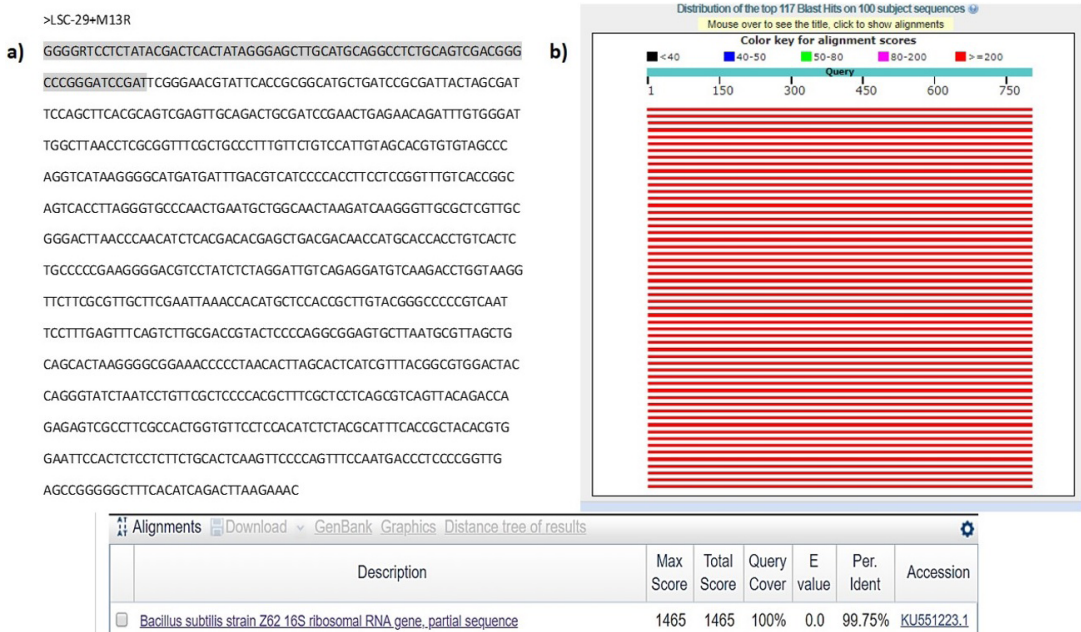 >LSC-29+M13R
a)
GGGGRTCCTCTATACGACTCACTATAGGGAGCTTGCATGCAGGCCTCTGCAGTCGACGGG
CCCGGGATCCGATTCGGGAACGTATTCACCGCGGCATGCTGATCCGCGATTACTAGCGAT
TCCAGCTTCACGCAGTCGAGTTGCAGACTGCGATCCGAACTGAGAACAGATTTGTGGGAT
TGGCTTAACCTCGCGGTTTCGCTGCCCTTTGTTCTGTCCATTGTAGCACGTGTGTAGCCC
AGGTCATAAGGGGCATGATGATTTGACGTCATCCCCACCTTCCTCCGGTTTGTCACCGGC
AGTCACCTTAGGGTGCCCAACTGAATGCTGGCAACTAAGATCAAGGGTTGCGCTCGTTGC
GGGACTTAACCCAACATCTCACGACACGAGCTGACGACAACCATGCACCACCTGTCACTC
TGCCCCCGAAGGGGACGTCCTATCTCTAGGATTGTCAGAGGATGTCAAGACCTGGTAAGG
TTCTTCGCGTTGCTTCGAATTAAACCACATGCTCCACCGCTTGTACGGGCCCCCGTCAAT
TCCTTTGAGTTTCAGTCTTGCGACCGTACTCCCCAGGCGGAGTGCTTAATGCGTTAGCTG
CAGCACTAAGGGGCGGAAACCCCCTAACACTTAGCACTCATCGTTTACGGCGTGGACTAC
CAGGGTATCTAATCCTGTTCGCTCCCCACGCTTTCGCTCCTCAGCGTCAGTTACAGACCA
GAGAGTCGCCTTCGCCACTGGTGTTCCTCCACATCTCTACGCATTTCACCGCTACACGTG
GAATTCCACTCTCCTCTTCTGCACTCAAGTTCCCCAGTTTCCAATGACCCTCCCCGGTTG
AGCCGGGGGCTTTCACATCAGACTTAAGAAAC
b)
Distribution of the top 117 Blast Hits on 100 subject sequences
Mouse over to see the title, click to show alignments
Color key for alignment scores
<40 40-50 50-80 80-200 >=200
Query
1 150 300 450 600 750
Alignments Download GenBank Graphics Distance tree of results
Description Max Score Total Score Query Cover E value Per. Ident Accession
Bacillus subtilis strain Z62 16S ribosomal RNA gene, partial sequence 1465 1465 100% 0.0 99.75% KU551223.1